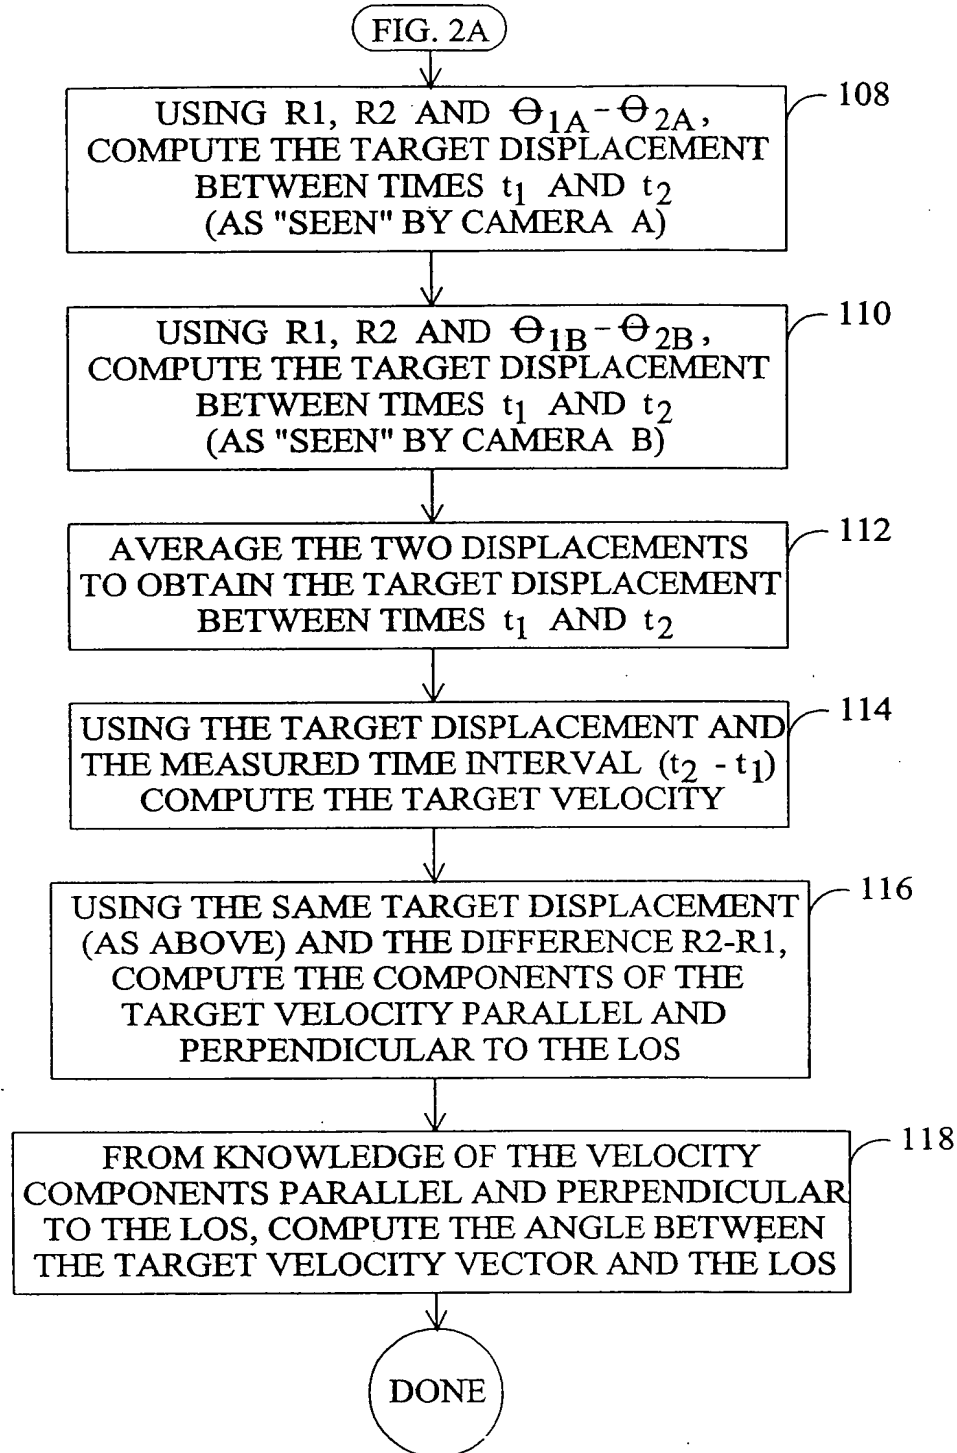 FIG. 2A
USING R1, R2 AND Θ1A-Θ2A,
COMPUTE THE TARGET DISPLACEMENT
BETWEEN TIMES t1 AND t2
(AS "SEEN" BY CAMERA A)
108
USING R1, R2 AND Θ1B-Θ2B,
COMPUTE THE TARGET DISPLACEMENT
BETWEEN TIMES t1 AND t2
(AS "SEEN" BY CAMERA B)
110
AVERAGE THE TWO DISPLACEMENTS
TO OBTAIN THE TARGET DISPLACEMENT
BETWEEN TIMES t1 AND t2
112
USING THE TARGET DISPLACEMENT AND
THE MEASURED TIME INTERVAL (t2 - t1)
COMPUTE THE TARGET VELOCITY
114
USING THE SAME TARGET DISPLACEMENT
(AS ABOVE) AND THE DIFFERENCE R2-R1,
COMPUTE THE COMPONENTS OF THE
TARGET VELOCITY PARALLEL AND
PERPENDICULAR TO THE LOS
116
FROM KNOWLEDGE OF THE VELOCITY
COMPONENTS PARALLEL AND PERPENDICULAR
TO THE LOS, COMPUTE THE ANGLE BETWEEN
THE TARGET VELOCITY VECTOR AND THE LOS
118
DONE